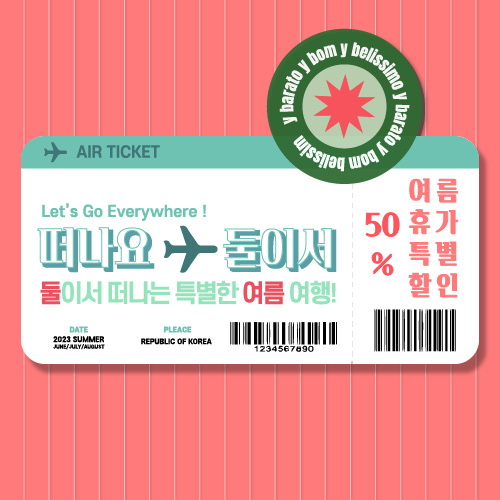 y barato y bom y belissimo y barato y bom belissim
AIR TICKET
Let's Go Everywhere !
떠나요 둘이서
둘이서 떠나는 특별한 여름 여행!
DATE
2023 SUMMER
JUNE/JULY/AUGUST
PLEACE
REPUBLIC OF KOREA
1234567890
50
%
여름
휴가
특별
할인